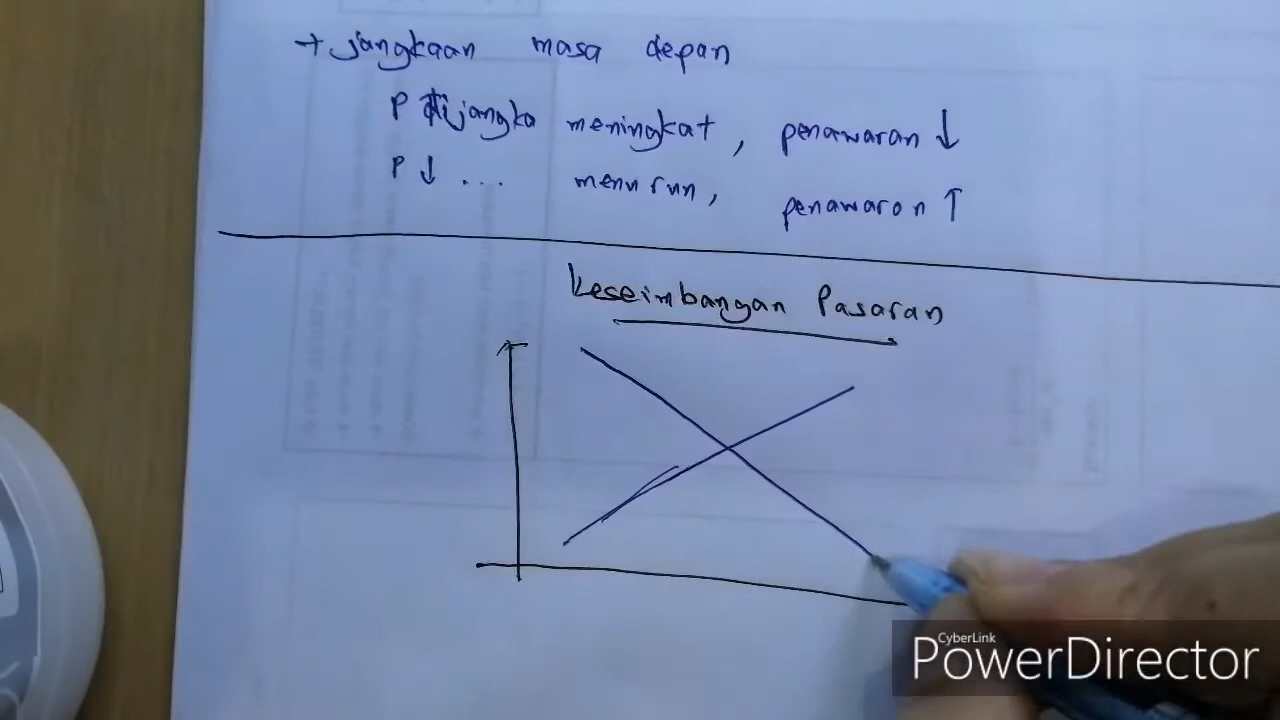 → jangkaan masa depan
P dijangka meningkat, penawaran ↓
P ↓ ... menurun, penawaran ↑
Keseimbangan Pasaran
CyberLink
PowerDirector